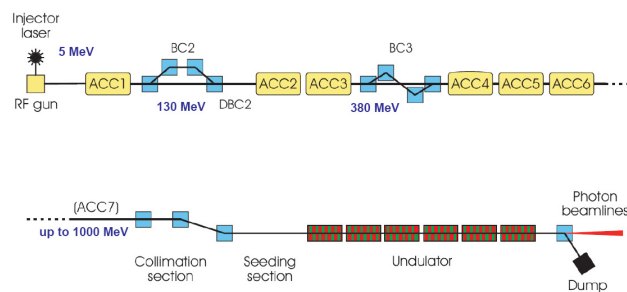 Injector
laser
5 MeV
BC2
BC3
ACC1
ACC2
ACC3
ACC4
ACC5
ACC6
RF gun
130 MeV
DBC2
380 MeV
(ACC7)
up to 1000 MeV
Photon
beamlines
Collimation
section
Seeding
section
Undulator
Dump